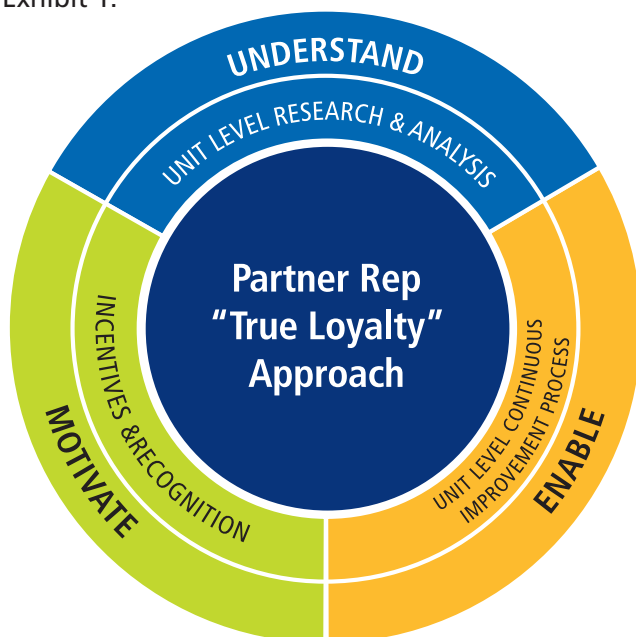 Exhibit 1.
UNDERSTAND
UNIT LEVEL RESEARCH & ANALYSIS
Partner Rep
“True Loyalty”
Approach
INCENTIVES &RECOGNITION
MOTIVATE
UNIT LEVEL CONTINUOUS
IMPROVEMENT PROCESS
ENABLE